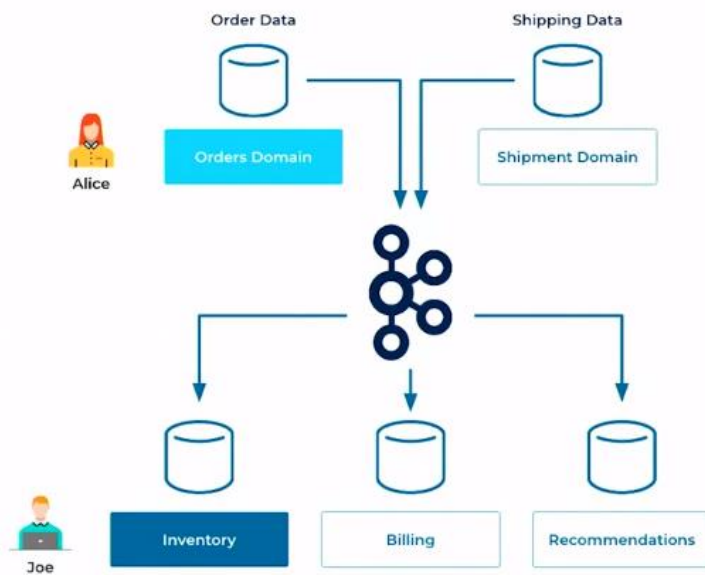 Order Data
Shipping Data
Orders Domain
Shipment Domain
Alice
Inventory
Billing
Recommendations
Joe